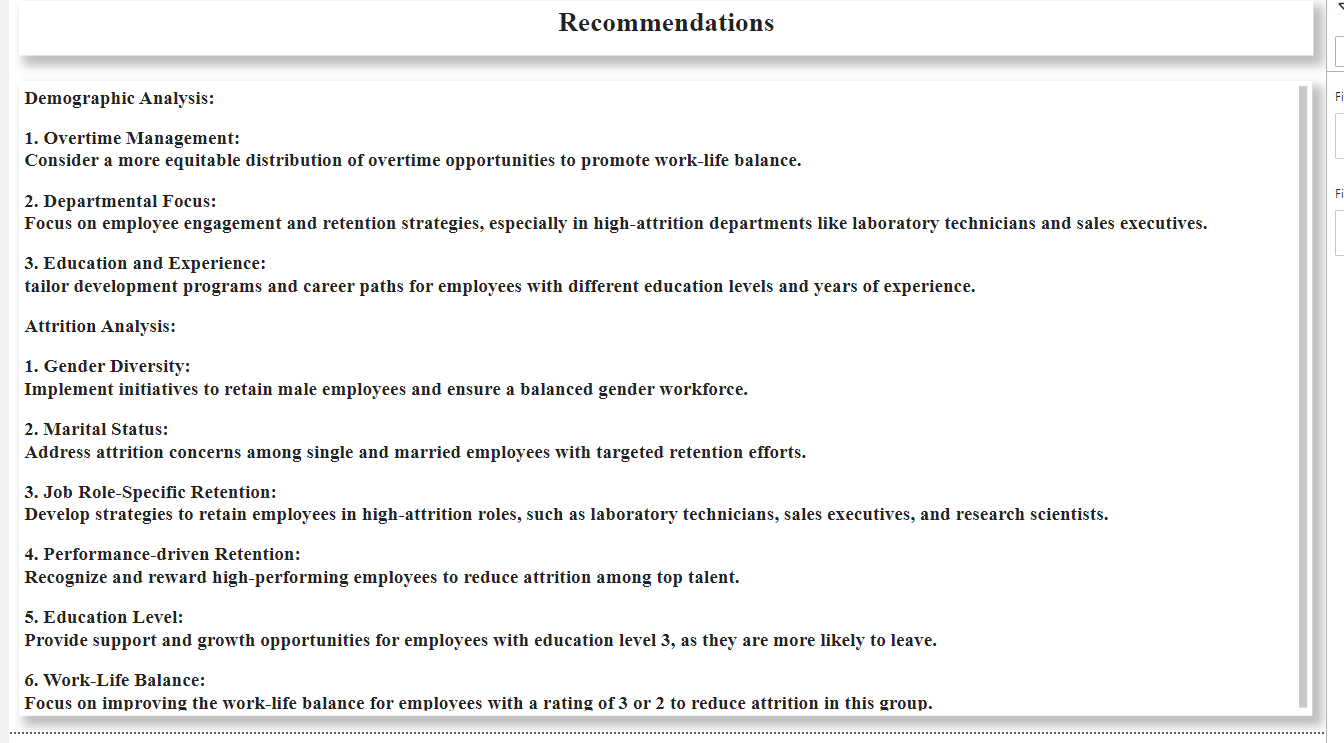 Recommendations
Demographic Analysis:
1. Overtime Management:
Consider a more equitable distribution of overtime opportunities to promote work-life balance.
2. Departmental Focus:
Focus on employee engagement and retention strategies, especially in high-attrition departments like laboratory technicians and sales executives.
3. Education and Experience:
tailor development programs and career paths for employees with different education levels and years of experience.
Attrition Analysis:
1. Gender Diversity:
Implement initiatives to retain male employees and ensure a balanced gender workforce.
2. Marital Status:
Address attrition concerns among single and married employees with targeted retention efforts.
3. Job Role-Specific Retention:
Develop strategies to retain employees in high-attrition roles, such as laboratory technicians, sales executives, and research scientists.
4. Performance-driven Retention:
Recognize and reward high-performing employees to reduce attrition among top talent.
5. Education Level:
Provide support and growth opportunities for employees with education level 3, as they are more likely to leave.
6. Work-Life Balance:
Focus on improving the work-life balance for employees with a rating of 3 or 2 to reduce attrition in this group.
Fi
Fi